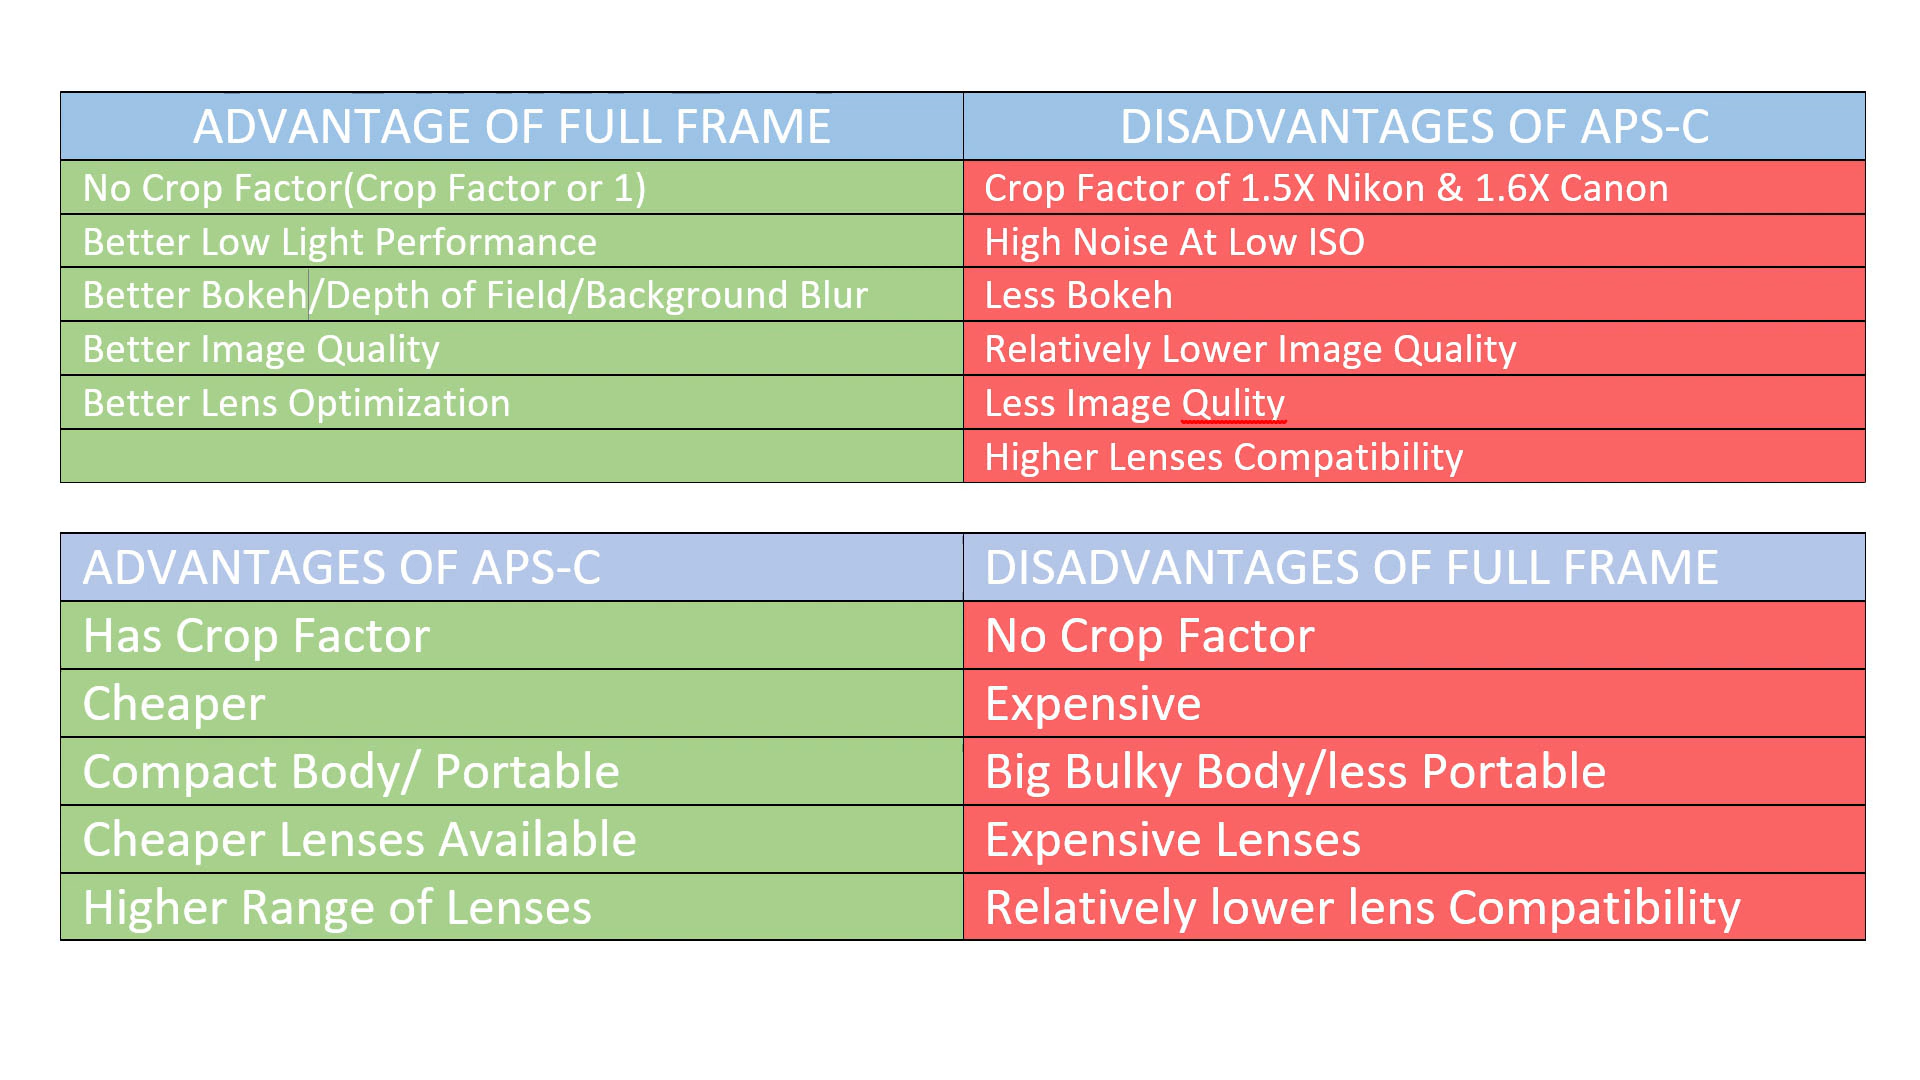 ADVANTAGE OF FULL FRAME DISADVANTAGES OF APS-C
No Crop Factor(Crop Factor or 1) Crop Factor of 1.5X Nikon & 1.6X Canon
Better Low Light Performance High Noise At Low ISO
Better Bokeh/Depth of Field/Background Blur Less Bokeh
Better Image Quality Relatively Lower Image Quality
Better Lens Optimization Less Image Qulity
Higher Lenses Compatibility
ADVANTAGES OF APS-C DISADVANTAGES OF FULL FRAME
Has Crop Factor No Crop Factor
Cheaper Expensive
Compact Body/ Portable Big Bulky Body/less Portable
Cheaper Lenses Available Expensive Lenses
Higher Range of Lenses Relatively lower lens Compatibility